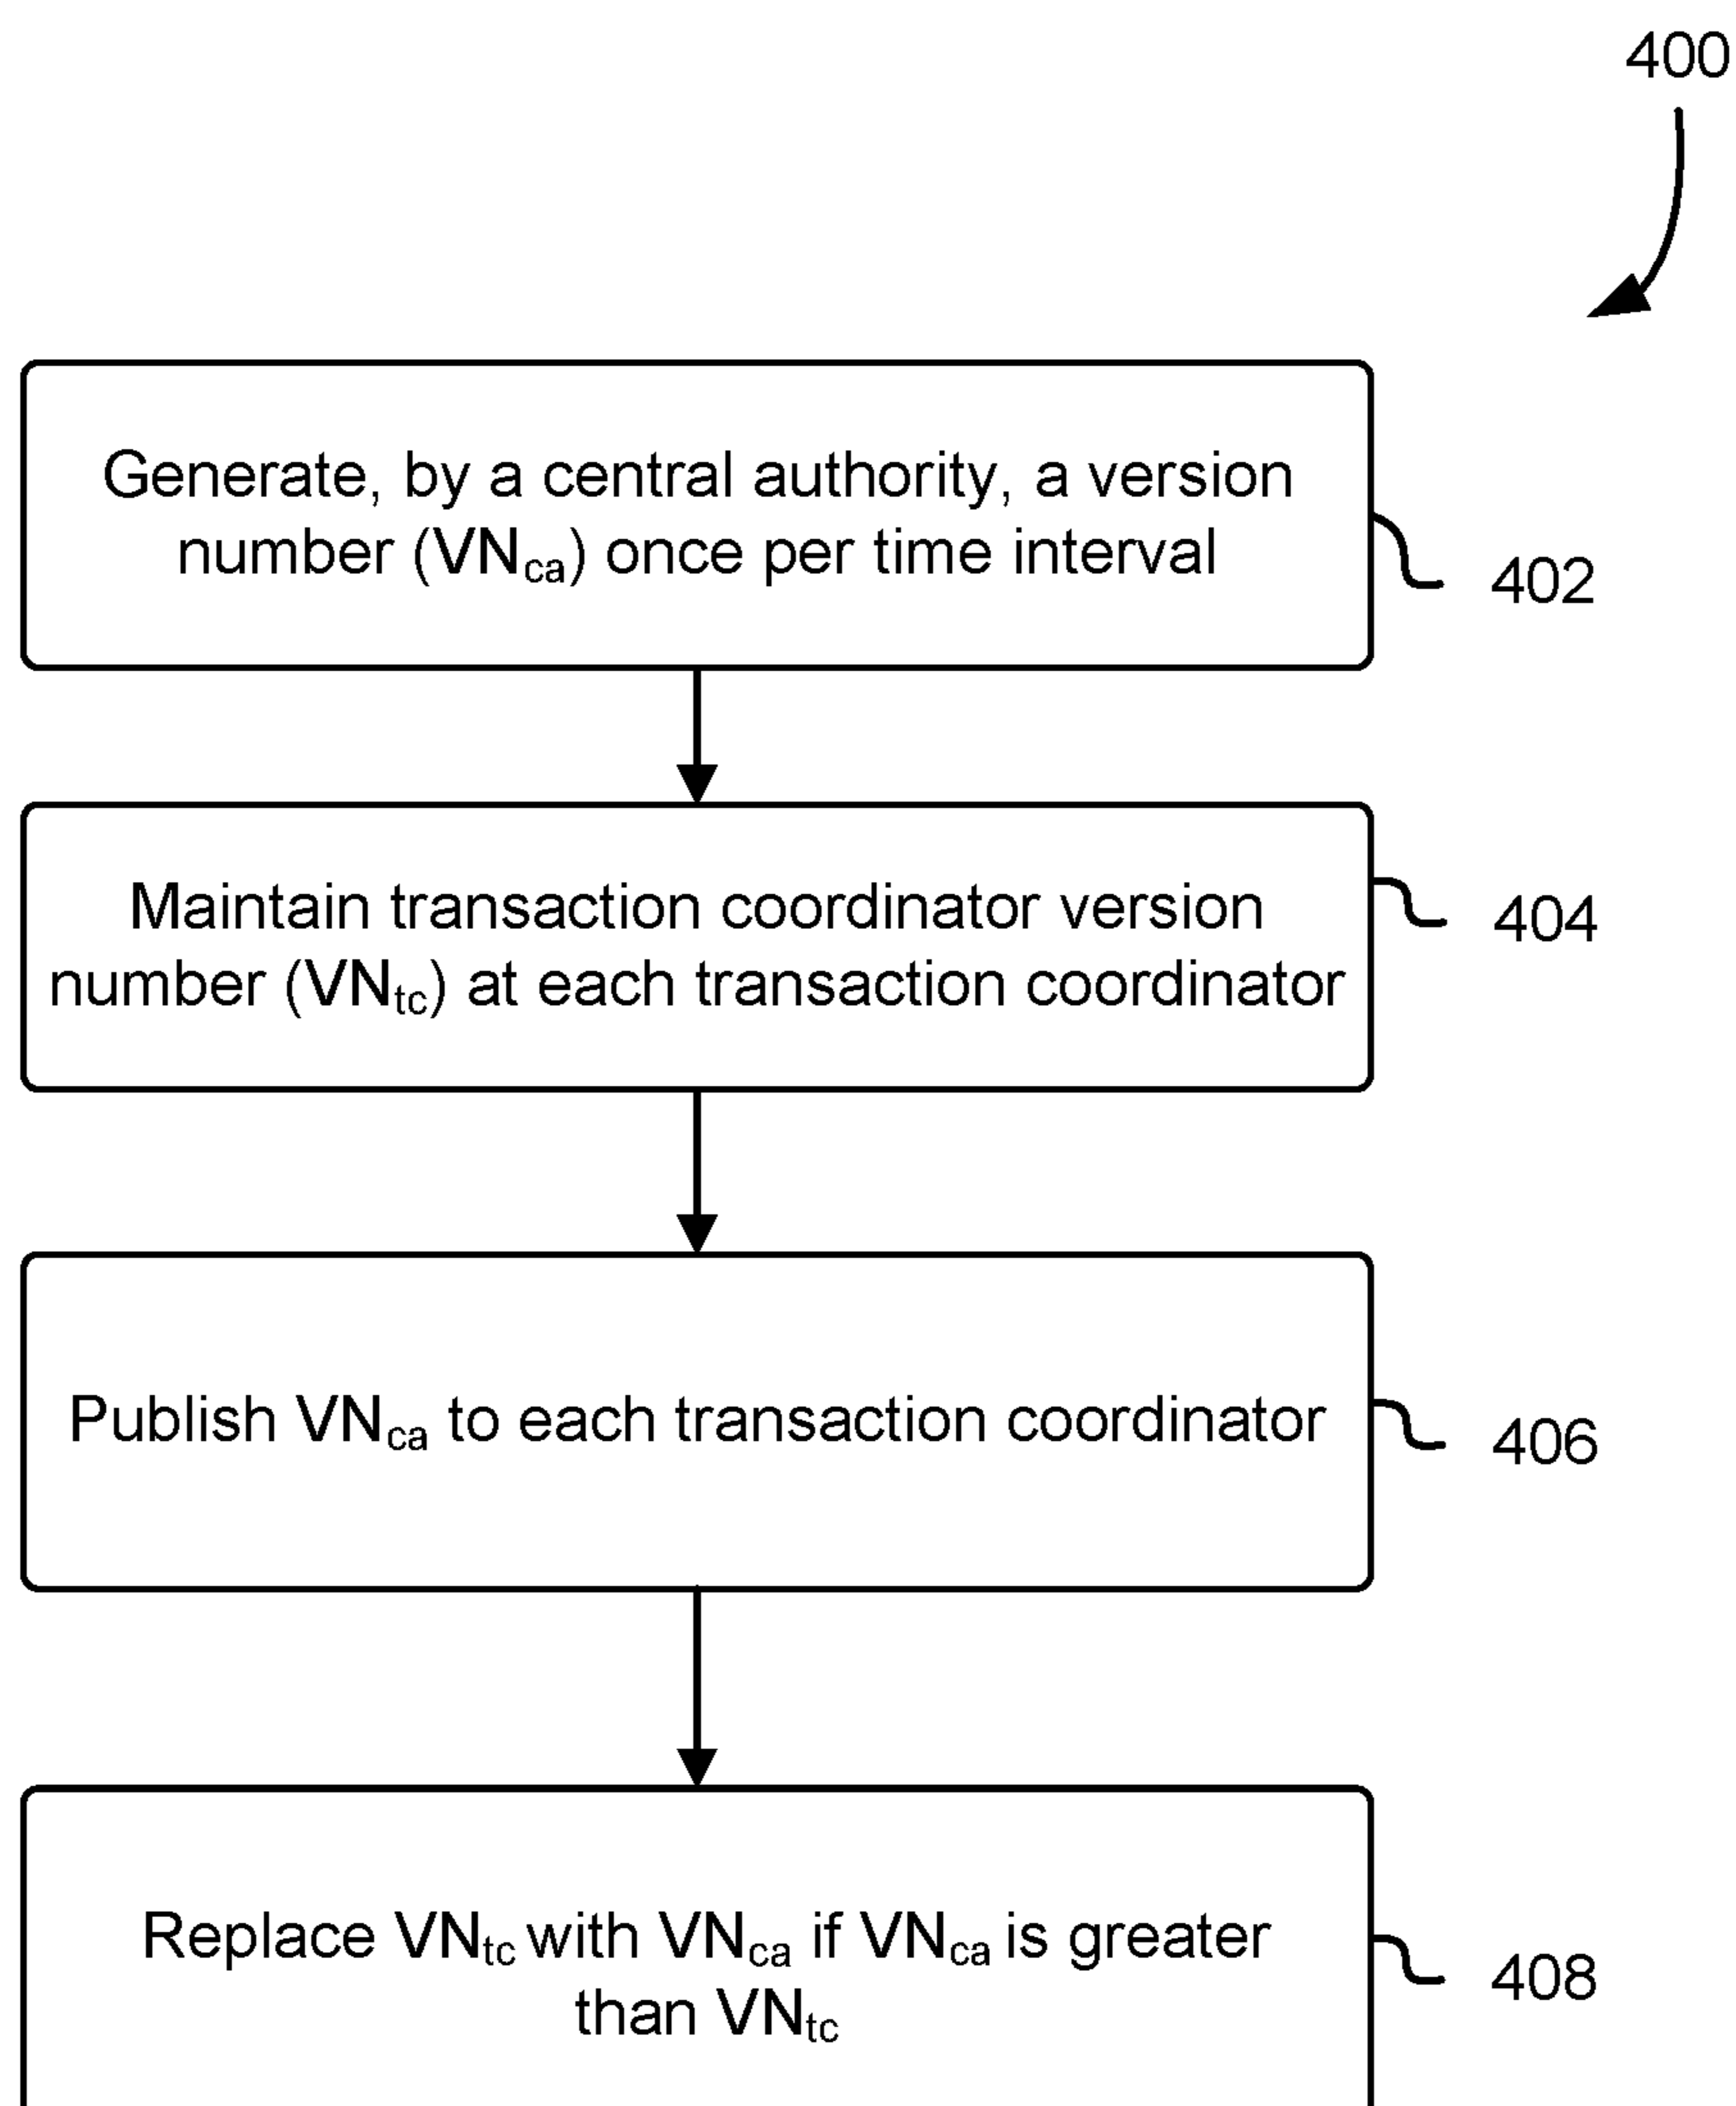 400
Generate, by a central authority, a version
number (VNca) once per time interval
402
Maintain transaction coordinator version
number (VNtc) at each transaction coordinator
404
Publish VNca to each transaction coordinator
406
Replace VNtc with VNca if VNca is greater
than VNtc
408